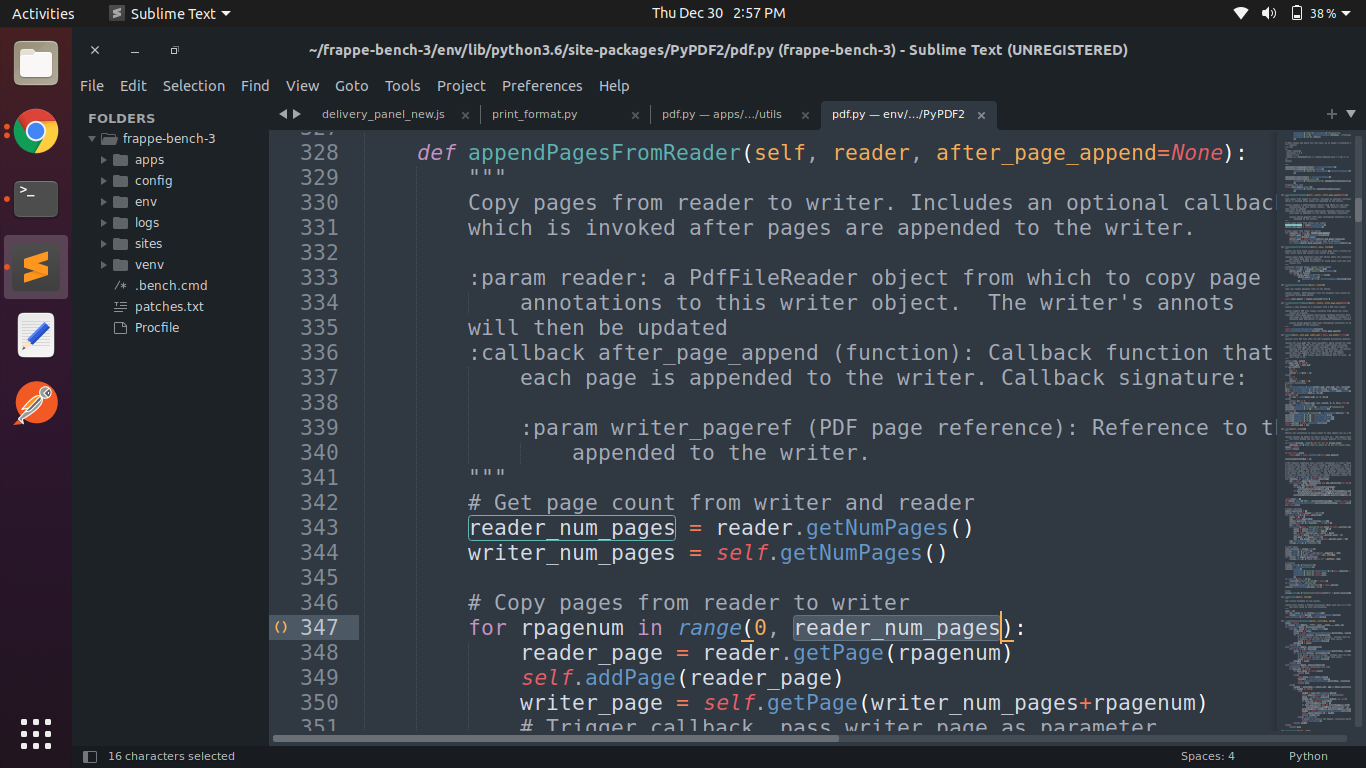 Activities Sublime Text Thu Dec 30 2:57 PM 38 %
~/frappe-bench-3/env/lib/python3.6/site-packages/PyPDF2/pdf.py (frappe-bench-3) - Sublime Text (UNREGISTERED)
File Edit Selection Find View Goto Tools Project Preferences Help
FOLDERS
frappe-bench-3
apps
config
env
logs
sites
venv
/* .bench.cmd
patches.txt
Procfile
delivery_panel_new.js × print_format.py × pdf.py — apps/.../utils × pdf.py — env/.../PyPDF2 ×
327
328 def appendPagesFromReader(self, reader, after_page_append=None):
329 """
330 Copy pages from reader to writer. Includes an optional callbac
331 which is invoked after pages are appended to the writer.
332
333 :param reader: a PdfFileReader object from which to copy page
334 annotations to this writer object.  The writer's annots
335 will then be updated
336 :callback after_page_append (function): Callback function that
337 each page is appended to the writer. Callback signature:
338
339 :param writer_pageref (PDF page reference): Reference to t
340 appended to the writer.
341 """
342 # Get page count from writer and reader
343 reader_num_pages = reader.getNumPages()
344 writer_num_pages = self.getNumPages()
345
346 # Copy pages from reader to writer
347 for rpagenum in range(0, reader_num_pages):
348 reader_page = reader.getPage(rpagenum)
349 self.addPage(reader_page)
350 writer_page = self.getPage(writer_num_pages+rpagenum)
351 # Trigger callback, pass writer page as parameter
16 characters selected Spaces: 4 Python